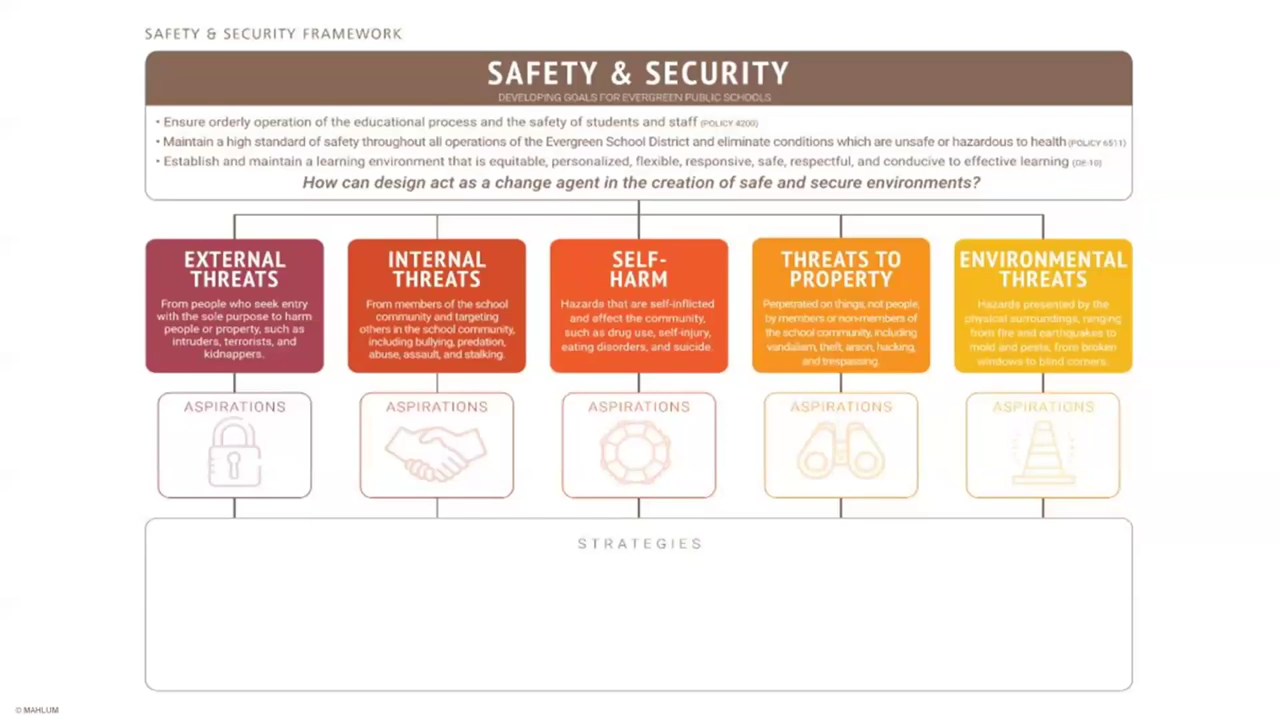 SAFETY & SECURITY FRAMEWORK
SAFETY & SECURITY
DEVELOPING GOALS FOR EVERGREEN PUBLIC SCHOOLS
• Ensure orderly operation of the educational process and the safety of students and staff (POLICY 4200)
• Maintain a high standard of safety throughout all operations of the Evergreen School District and eliminate conditions which are unsafe or hazardous to health (POLICY 6511)
• Establish and maintain a learning environment that is equitable, personalized, flexible, responsive, safe, respectful, and conducive to effective learning (DE-10)
How can design act as a change agent in the creation of safe and secure environments?
EXTERNAL
THREATS
From people who seek entry
with the sole purpose to harm
people or property, such as
intruders, terrorists, and
kidnappers.
INTERNAL
THREATS
From members of the school
community and targeting
others in the school community,
including bullying, predation,
abuse, assault, and stalking.
SELF-
HARM
Hazards that are self-inflicted
and affect the community,
such as drug use, self-injury,
eating disorders, and suicide.
THREATS TO
PROPERTY
Perpetrated on things, not people,
by members or non-members of
the school community, including
vandalism, theft, arson, hacking,
and trespassing.
ENVIRONMENTAL
THREATS
Hazards presented by the
physical surroundings, ranging
from fire and earthquakes to
mold and pests, from broken
windows to blind corners.
ASPIRATIONS
ASPIRATIONS
ASPIRATIONS
ASPIRATIONS
ASPIRATIONS
STRATEGIES
© MAHLUM